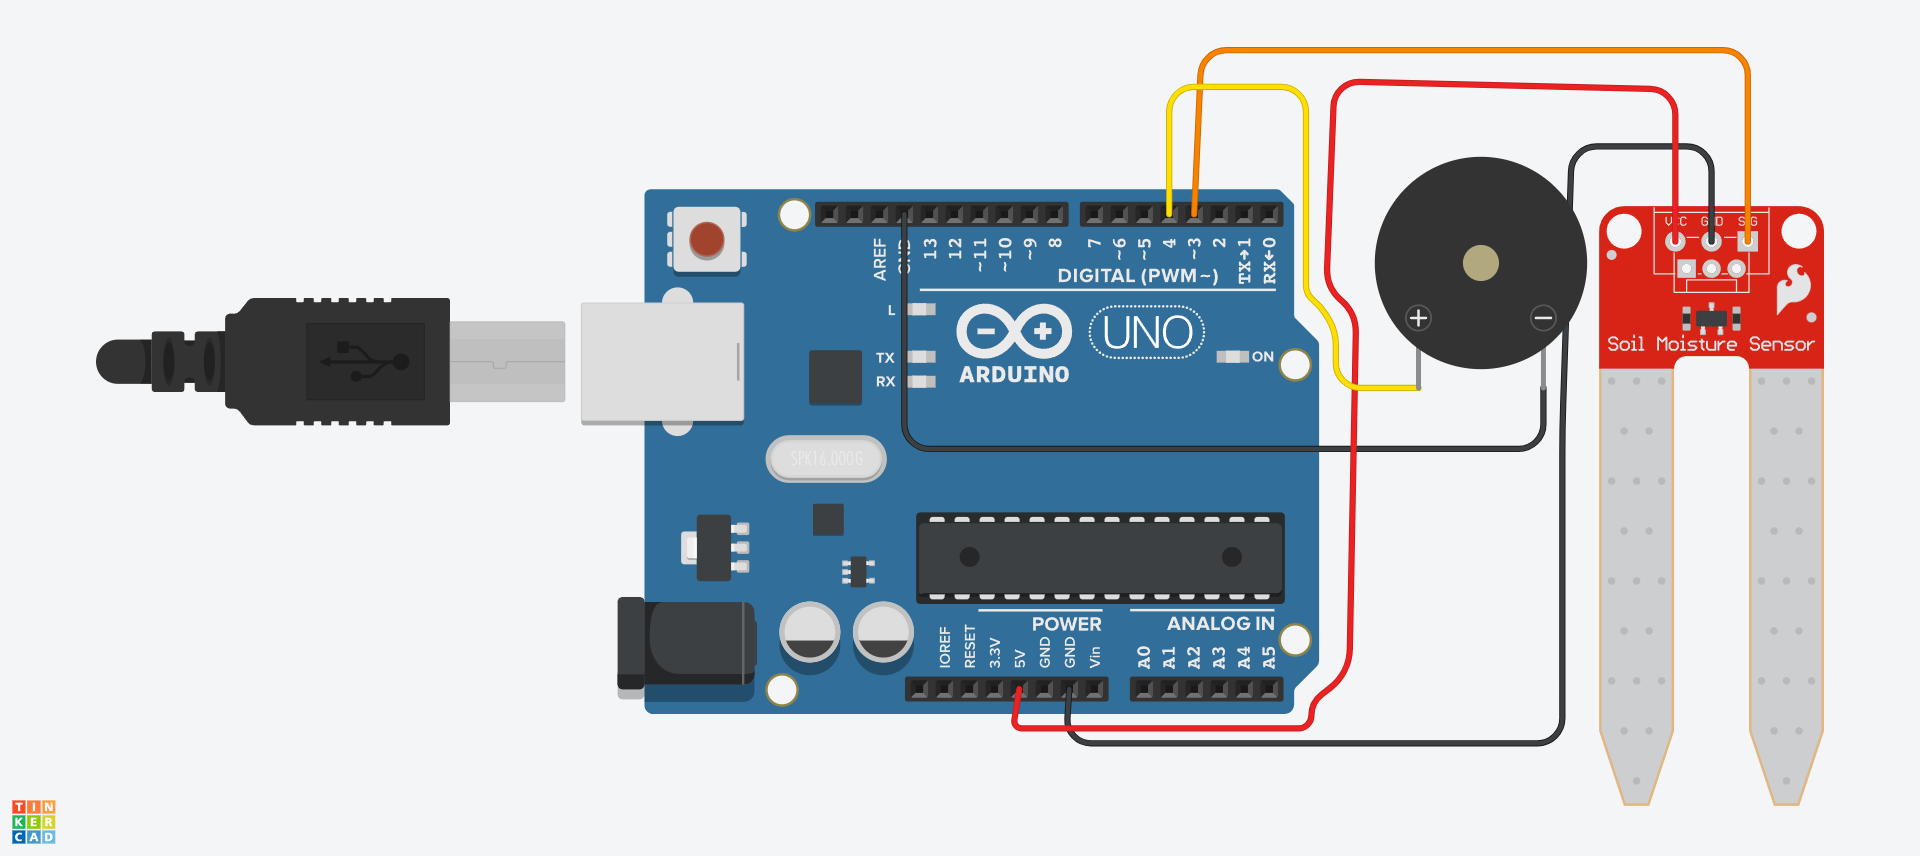 VCC GND SIG
Soil Moisture Sensor
AREF
GND
13
12
~11
~10
~9
8
7
~6
~5
4
~3
2
TX→1
RX←0
DIGITAL (PWM ~)
L
TX
RX
UNO
ARDUINO
ON
SPK16.000G
POWER
ANALOG IN
IOREF
RESET
3.3V
5V
GND
GND
Vin
A0
A1
A2
A3
A4
A5
TIN
KER
CAD